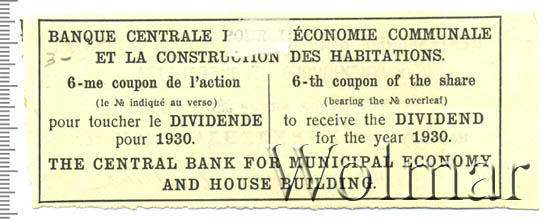 BANQUE CENTRALE POUR L'ÉCONOMIE COMMUNALE
ET LA CONSTRUCTION DES HABITATIONS.
3-
6-me coupon de l'action
(le № indiqué au verso)
pour toucher le DIVIDENDE
pour 1930.
6-th coupon of the share
(bearing the № overleaf)
to receive the DIVIDEND
for the year 1930.
THE CENTRAL BANK FOR MUNICIPAL ECONOMY
AND HOUSE BUILDING.
Wolmar